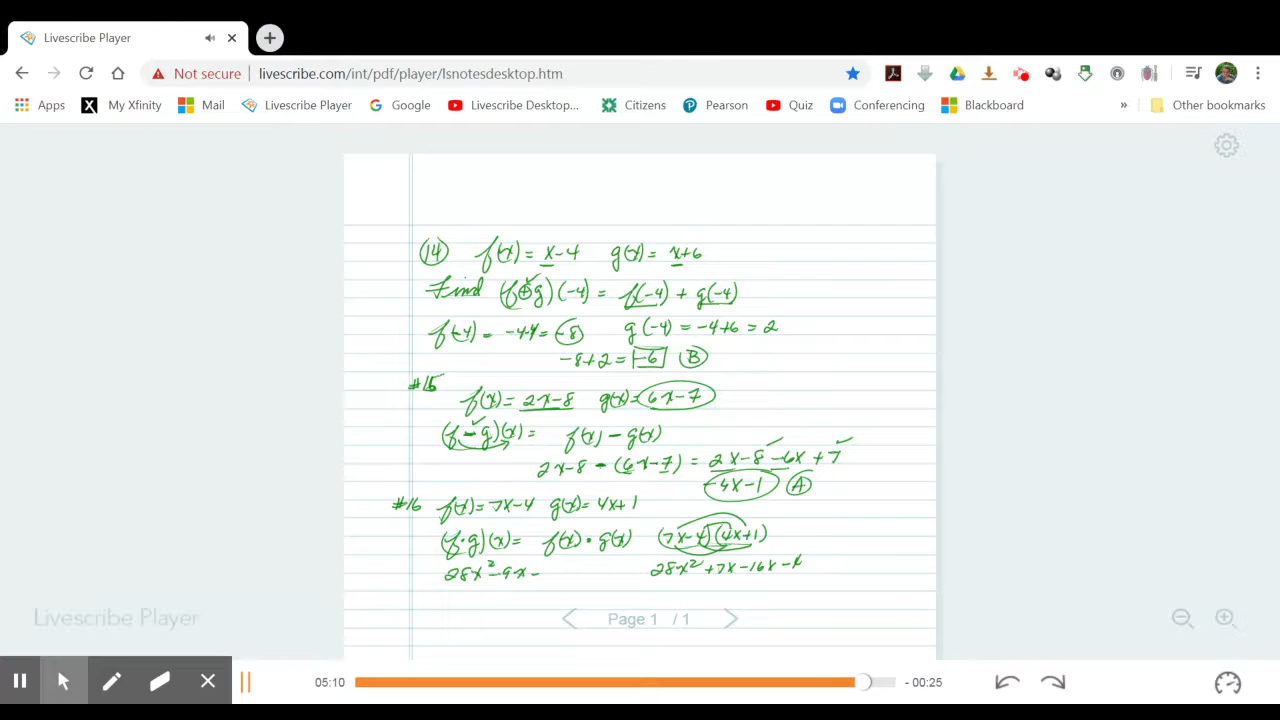 Livescribe Player
Not secure | livescribe.com/int/pdf/player/lsnotesdesktop.htm
Apps X My Xfinity Mail Livescribe Player Google Livescribe Desktop... Citizens Pearson Quiz Conferencing Blackboard » Other bookmarks
14 f(x) = x-4 g(x) = x+6
Find (f+g)(-4) = f(-4) + g(-4)
f(-4) = -4-4 = -8 g(-4) = -4+6 = 2
-8+2 = -6 B
#15
f(x) = 2x-8 g(x) = 6x-7
(f-g)(x) = f(x) - g(x)
2x-8 - (6x-7) = 2x-8-6x+7
-4x-1 A
#16 f(x) = 7x-4 g(x) = 4x+1
(f·g)(x) = f(x) · g(x) (7x-4)(4x+1)
28x²-9x- 28x²+7x-16x-4
Livescribe Player
Page 1 / 1
05:10 - 00:25